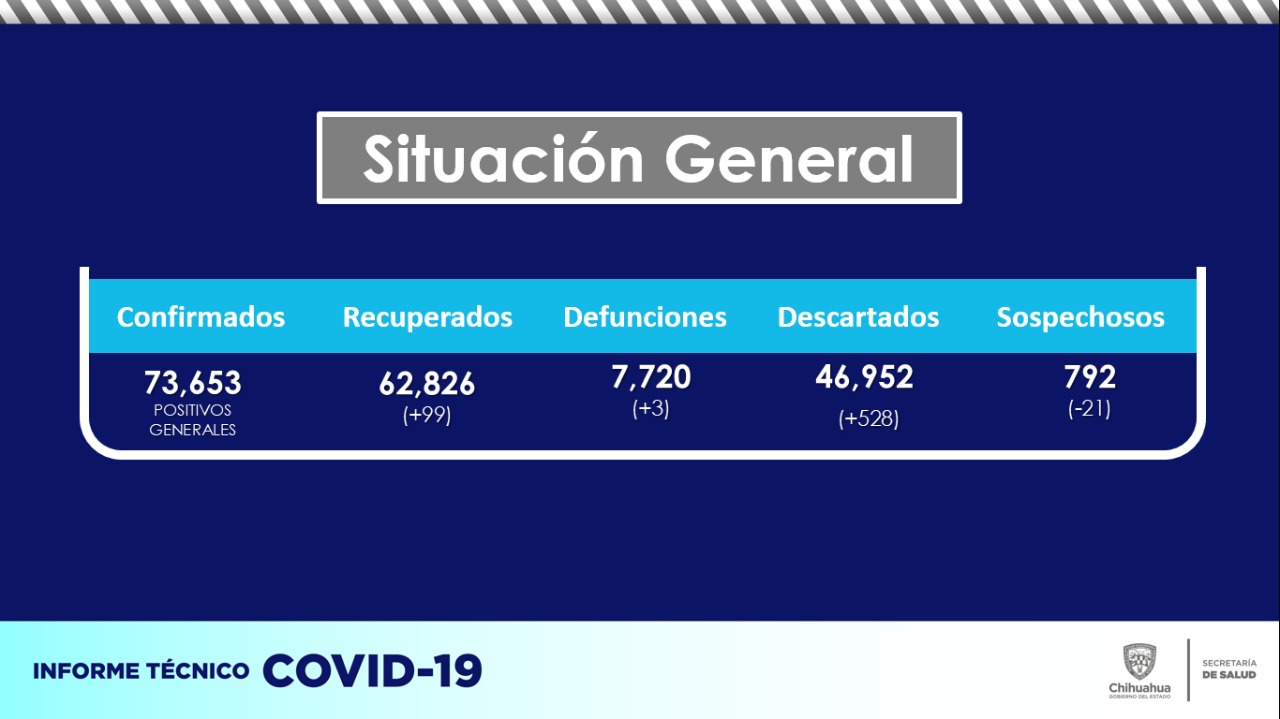 Situación General
Confirmados Recuperados Defunciones Descartados Sospechosos
73,653 62,826 7,720 46,952 792
POSITIVOS GENERALES (+99) (+3) (+528) (-21)
INFORME TÉCNICO COVID-19
Chihuahua
GOBIERNO DEL ESTADO
SECRETARÍA
DE SALUD